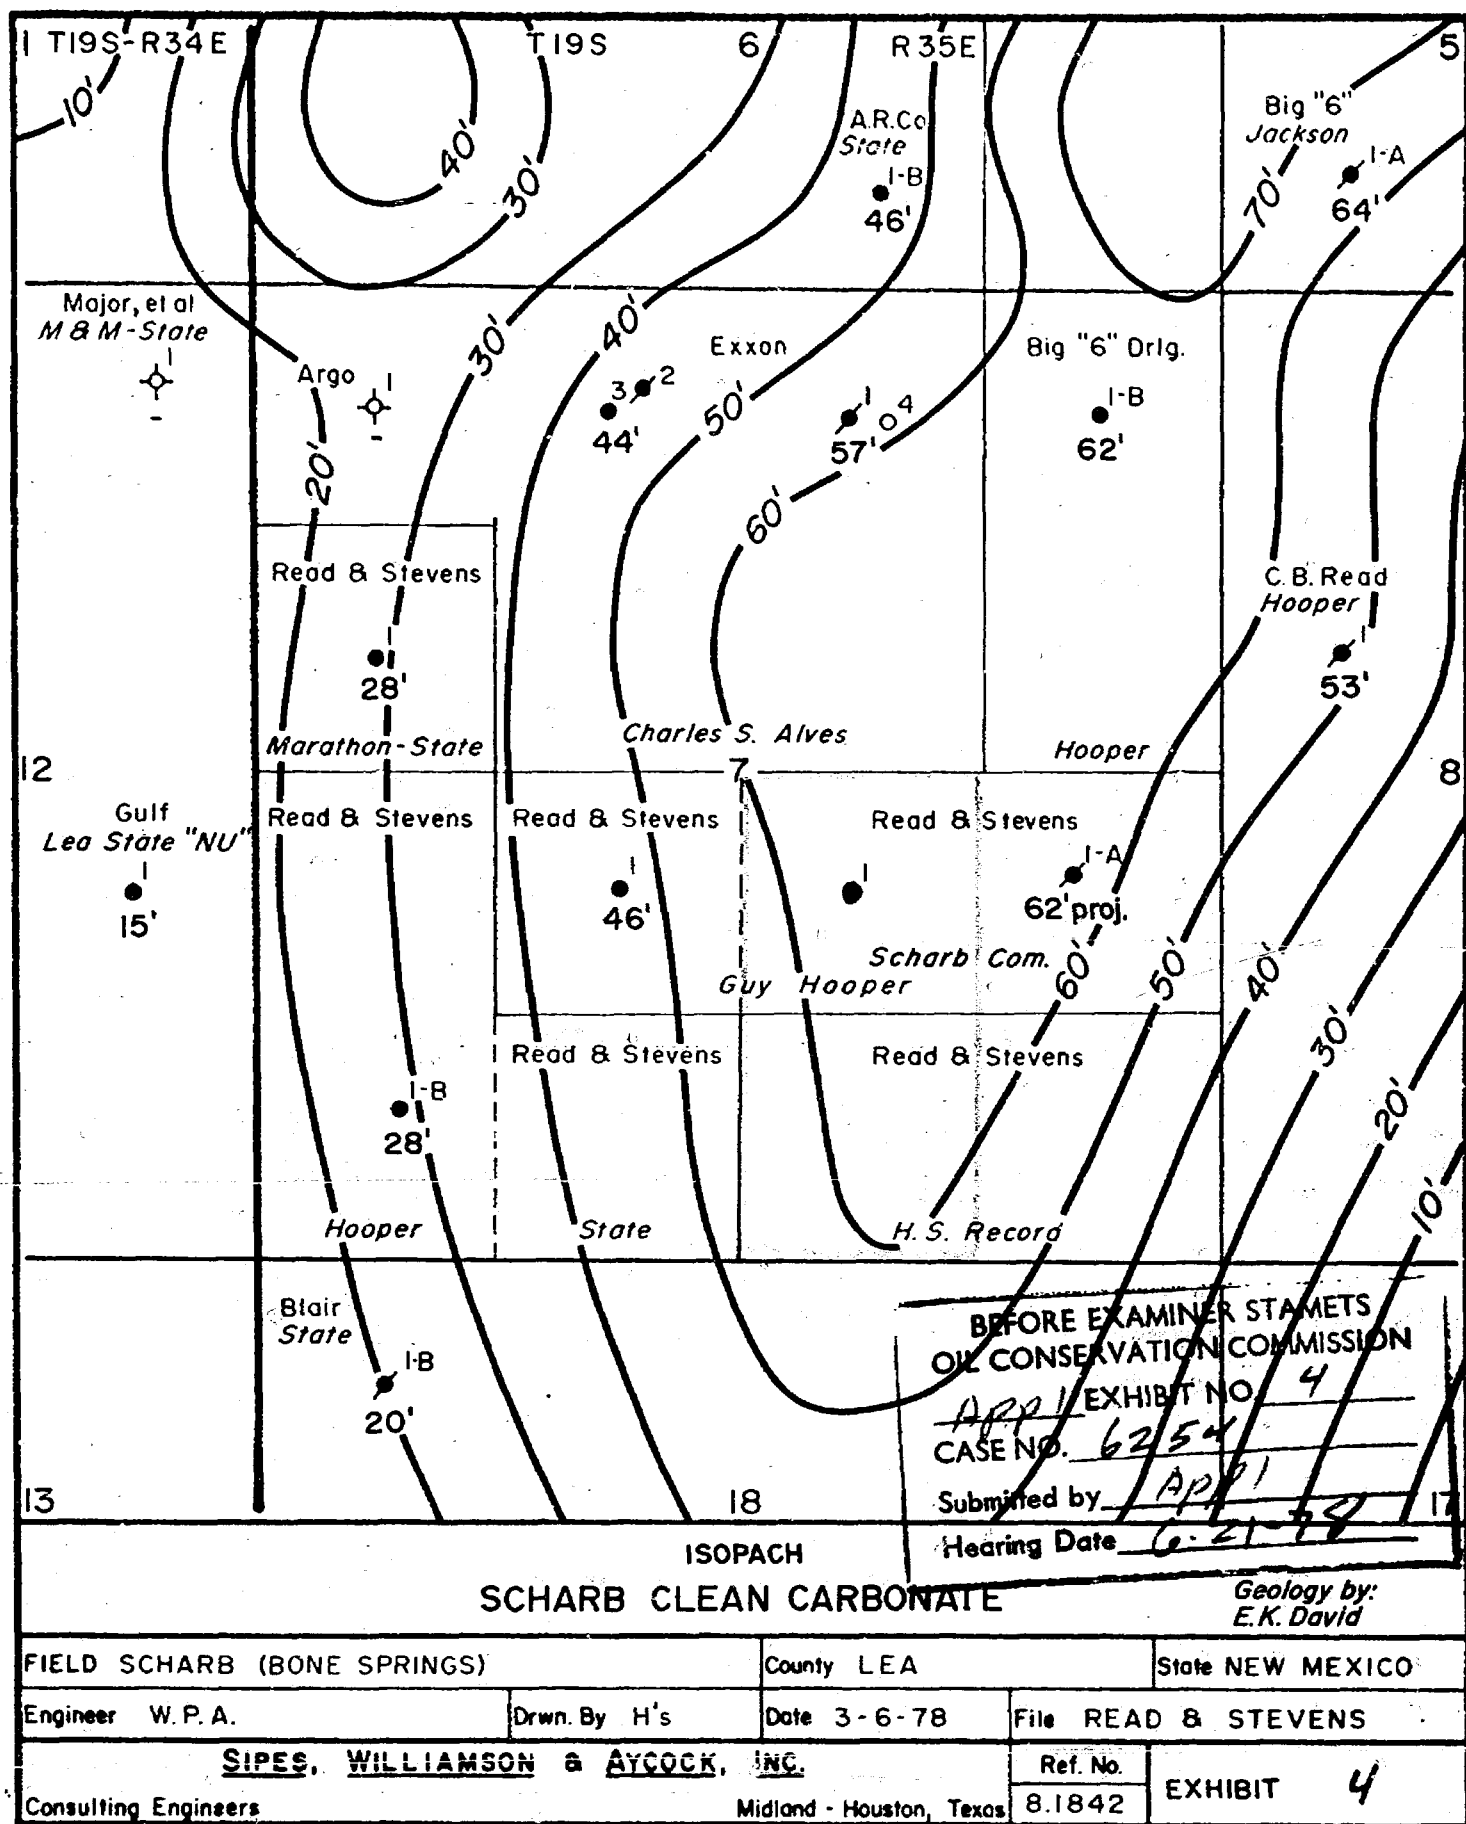 1 T19S-R34E T19S 6 R35E 5
10'
40'
30'
A.R.Co
State
1-B
46'
Big "6"
Jackson
1-A
64'
70'
Major, et al
M & M-State
1
-
Argo
1
-
30'
40'
Exxon
3 2
44'
50'
1 4
57'
Big "6" Drlg.
1-B
62'
20'
60'
Read & Stevens
1
28'
Marathon-State
Charles S. Alves
Hooper
C.B. Read
Hooper
1
53'
12 7 8
Gulf
Lea State "NU"
1
15'
Read & Stevens
Read & Stevens
1
46'
Read & Stevens
1
1-A
62' proj.
Scharb Com.
Guy Hooper
60'
50'
40'
30'
20'
10'
Read & Stevens
Read & Stevens
1-B
28'
Hooper
State
H.S. Record
Blair
State
1-B
20'
13 18 17
BEFORE EXAMINER STAMETS
OIL CONSERVATION COMMISSION
Appl EXHIBIT NO. 4
CASE NO. 6254
Submitted by Appl
Hearing Date 6-21-78
ISOPACH
SCHARB CLEAN CARBONATE
Geology by:
E.K. David
FIELD SCHARB (BONE SPRINGS) County LEA State NEW MEXICO
Engineer W.P.A. Drwn. By H's Date 3-6-78 File READ & STEVENS
SIPES, WILLIAMSON & AYCOCK, INC.
Consulting Engineers Midland - Houston, Texas
Ref. No.
8.1842
EXHIBIT 4